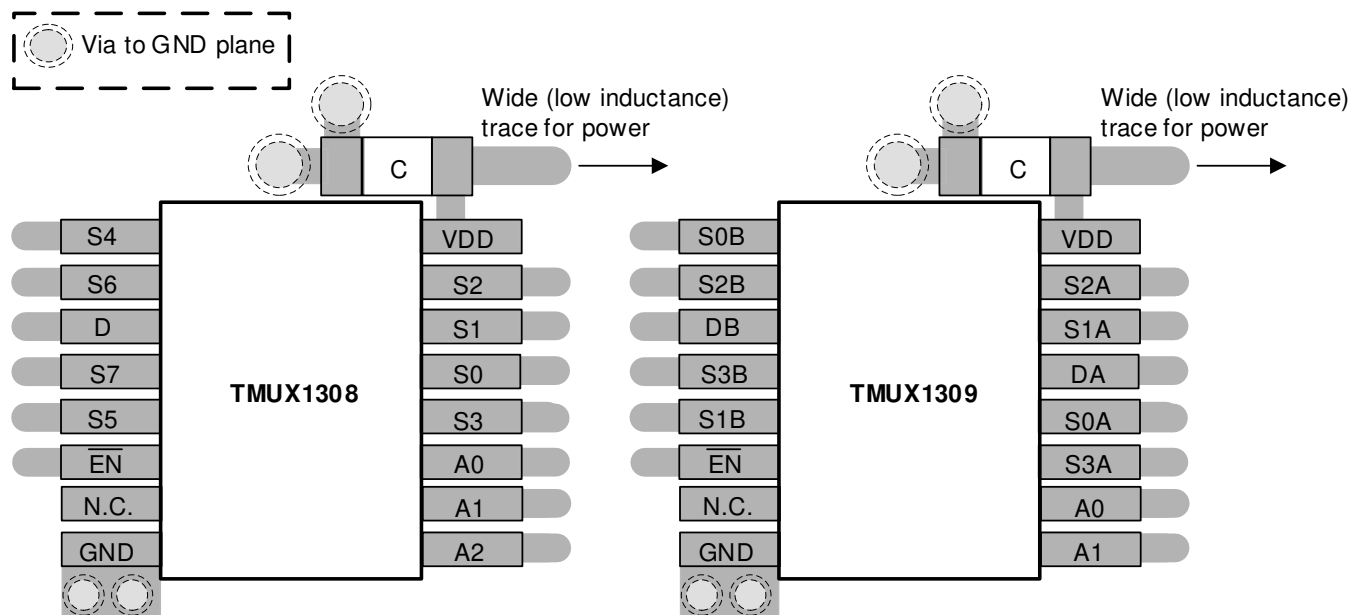 Via to GND plane
Wide (low inductance)
trace for power
C
S4
S6
D
S7
S5
EN
N.C.
GND
TMUX1308
VDD
S2
S1
S0
S3
A0
A1
A2
Wide (low inductance)
trace for power
C
S0B
S2B
DB
S3B
S1B
EN
N.C.
GND
TMUX1309
VDD
S2A
S1A
DA
S0A
S3A
A0
A1